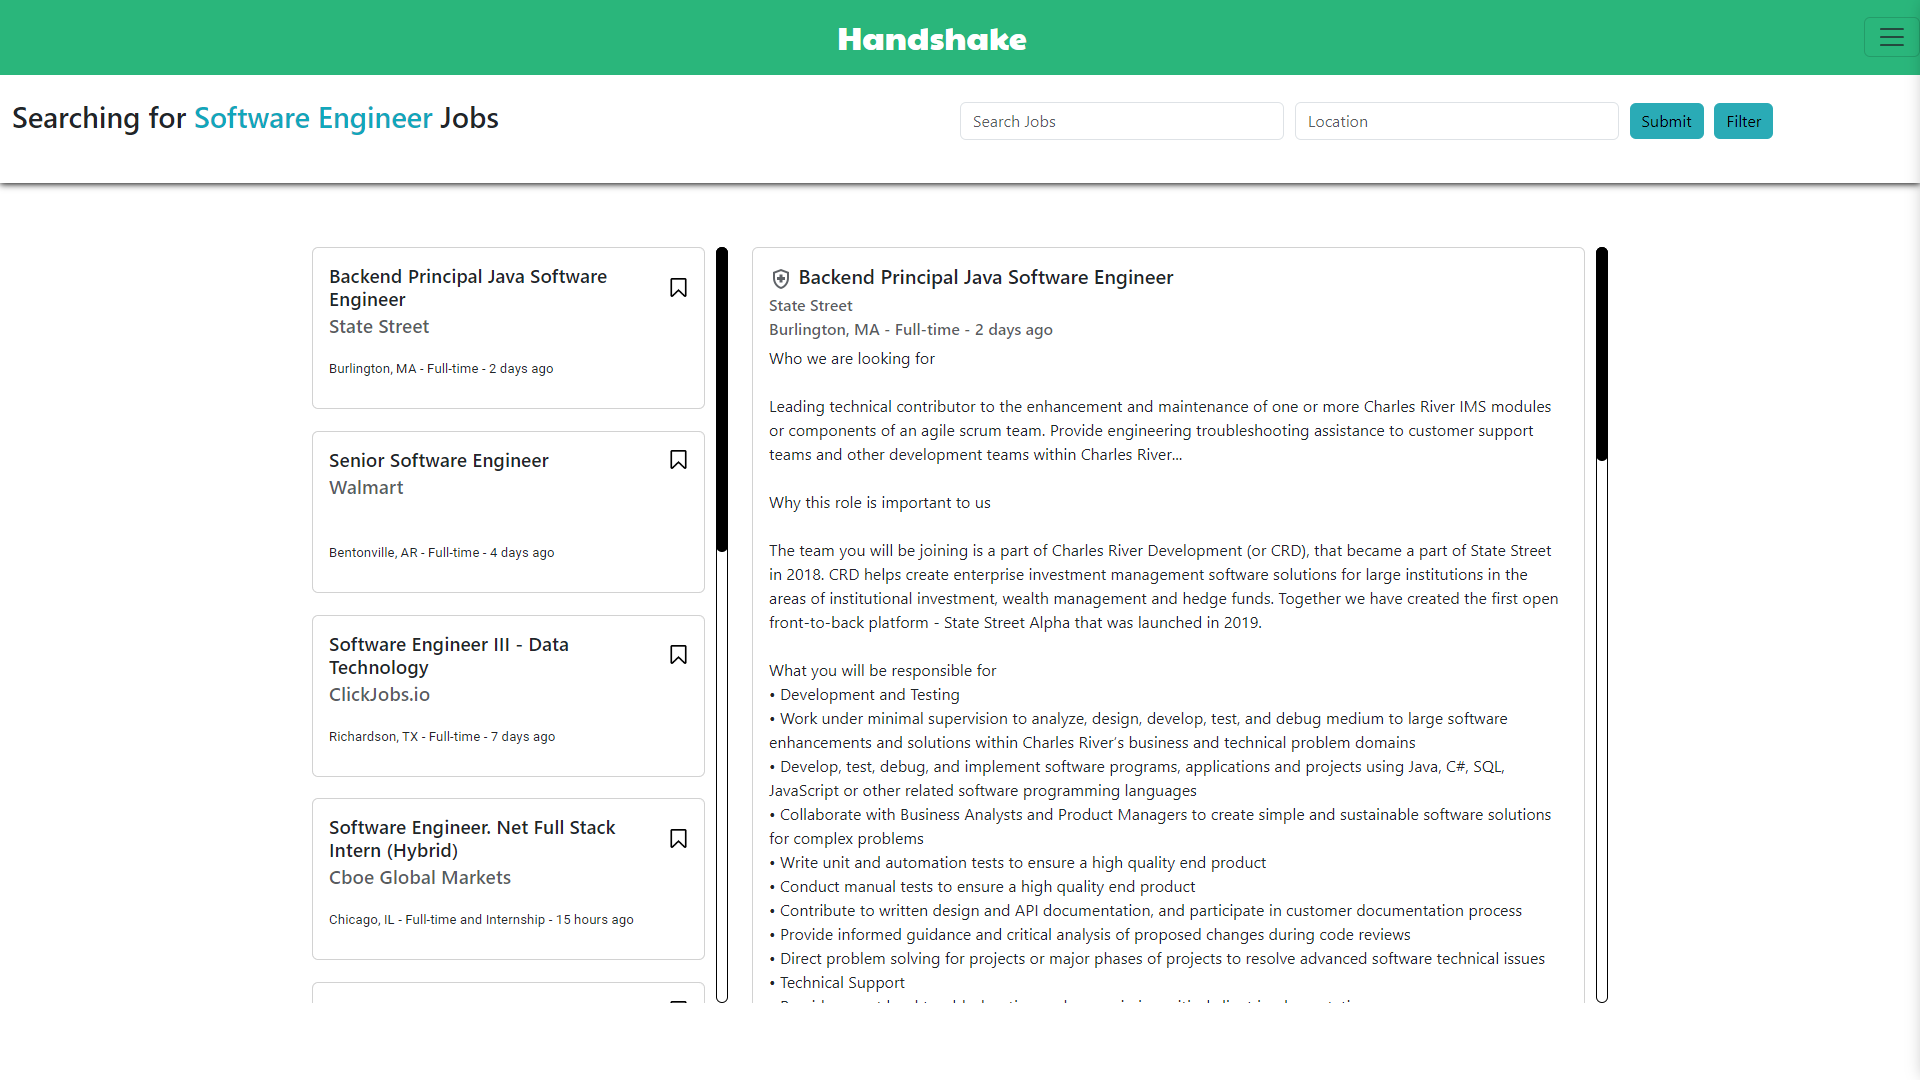 Handshake
Searching for Software Engineer Jobs
Search Jobs
Location
Submit
Filter
Backend Principal Java Software
Engineer
State Street
Burlington, MA - Full-time - 2 days ago
Senior Software Engineer
Walmart
Bentonville, AR - Full-time - 4 days ago
Software Engineer III - Data
Technology
ClickJobs.io
Richardson, TX - Full-time - 7 days ago
Software Engineer. Net Full Stack
Intern (Hybrid)
Cboe Global Markets
Chicago, IL - Full-time and Internship - 15 hours ago
Backend Principal Java Software Engineer
State Street
Burlington, MA - Full-time - 2 days ago
Who we are looking for
Leading technical contributor to the enhancement and maintenance of one or more Charles River IMS modules
or components of an agile scrum team. Provide engineering troubleshooting assistance to customer support
teams and other development teams within Charles River...
Why this role is important to us
The team you will be joining is a part of Charles River Development (or CRD), that became a part of State Street
in 2018. CRD helps create enterprise investment management software solutions for large institutions in the
areas of institutional investment, wealth management and hedge funds. Together we have created the first open
front-to-back platform - State Street Alpha that was launched in 2019.
What you will be responsible for
• Development and Testing
• Work under minimal supervision to analyze, design, develop, test, and debug medium to large software
enhancements and solutions within Charles River's business and technical problem domains
• Develop, test, debug, and implement software programs, applications and projects using Java, C#, SQL,
JavaScript or other related software programming languages
• Collaborate with Business Analysts and Product Managers to create simple and sustainable software solutions
for complex problems
• Write unit and automation tests to ensure a high quality end product
• Conduct manual tests to ensure a high quality end product
• Contribute to written design and API documentation, and participate in customer documentation process
• Provide informed guidance and critical analysis of proposed changes during code reviews
• Direct problem solving for projects or major phases of projects to resolve advanced software technical issues
• Technical Support